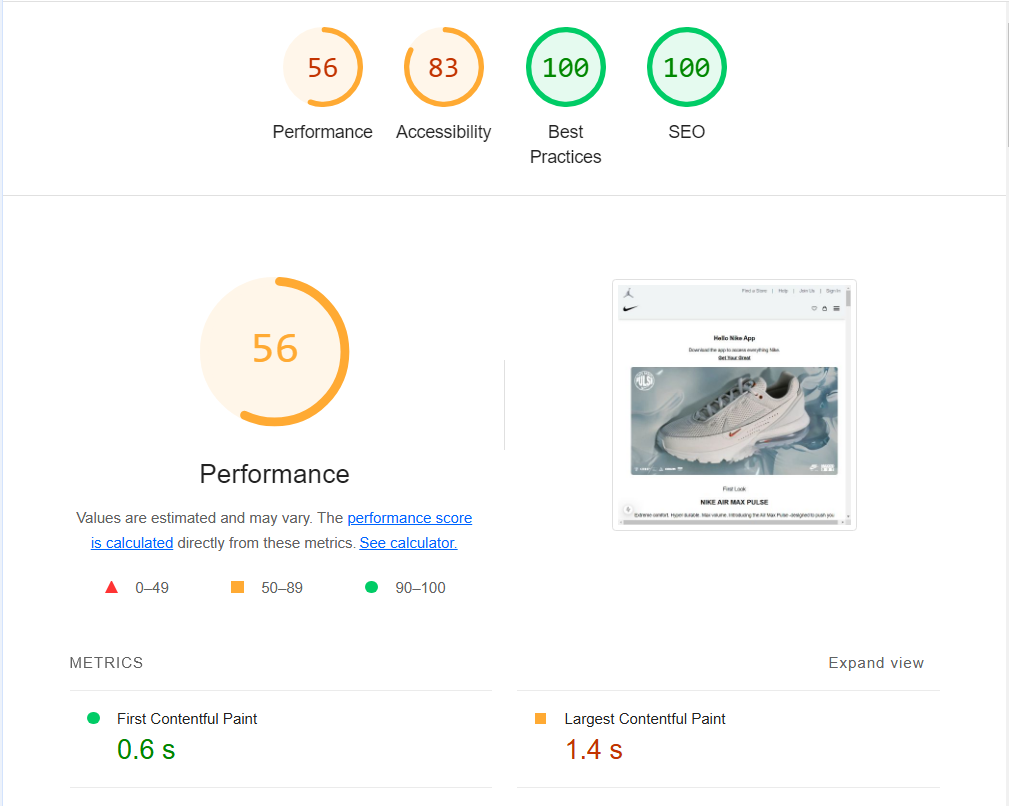 56
83
100
100
Performance
Accessibility
Best
Practices
SEO
56
Performance
Values are estimated and may vary. The performance score
is calculated directly from these metrics. See calculator.
0–49
50–89
90–100
Find a Store | Help | Join Us | Sign In
Hello Nike App
Download the app to access everything Nike.
Get Your Great
First Look
NIKE AIR MAX PULSE
Extreme comfort. Hyper durable. Max volume. Introducing the Air Max Pulse -designed to push you
METRICS
Expand view
First Contentful Paint
0.6 s
Largest Contentful Paint
1.4 s